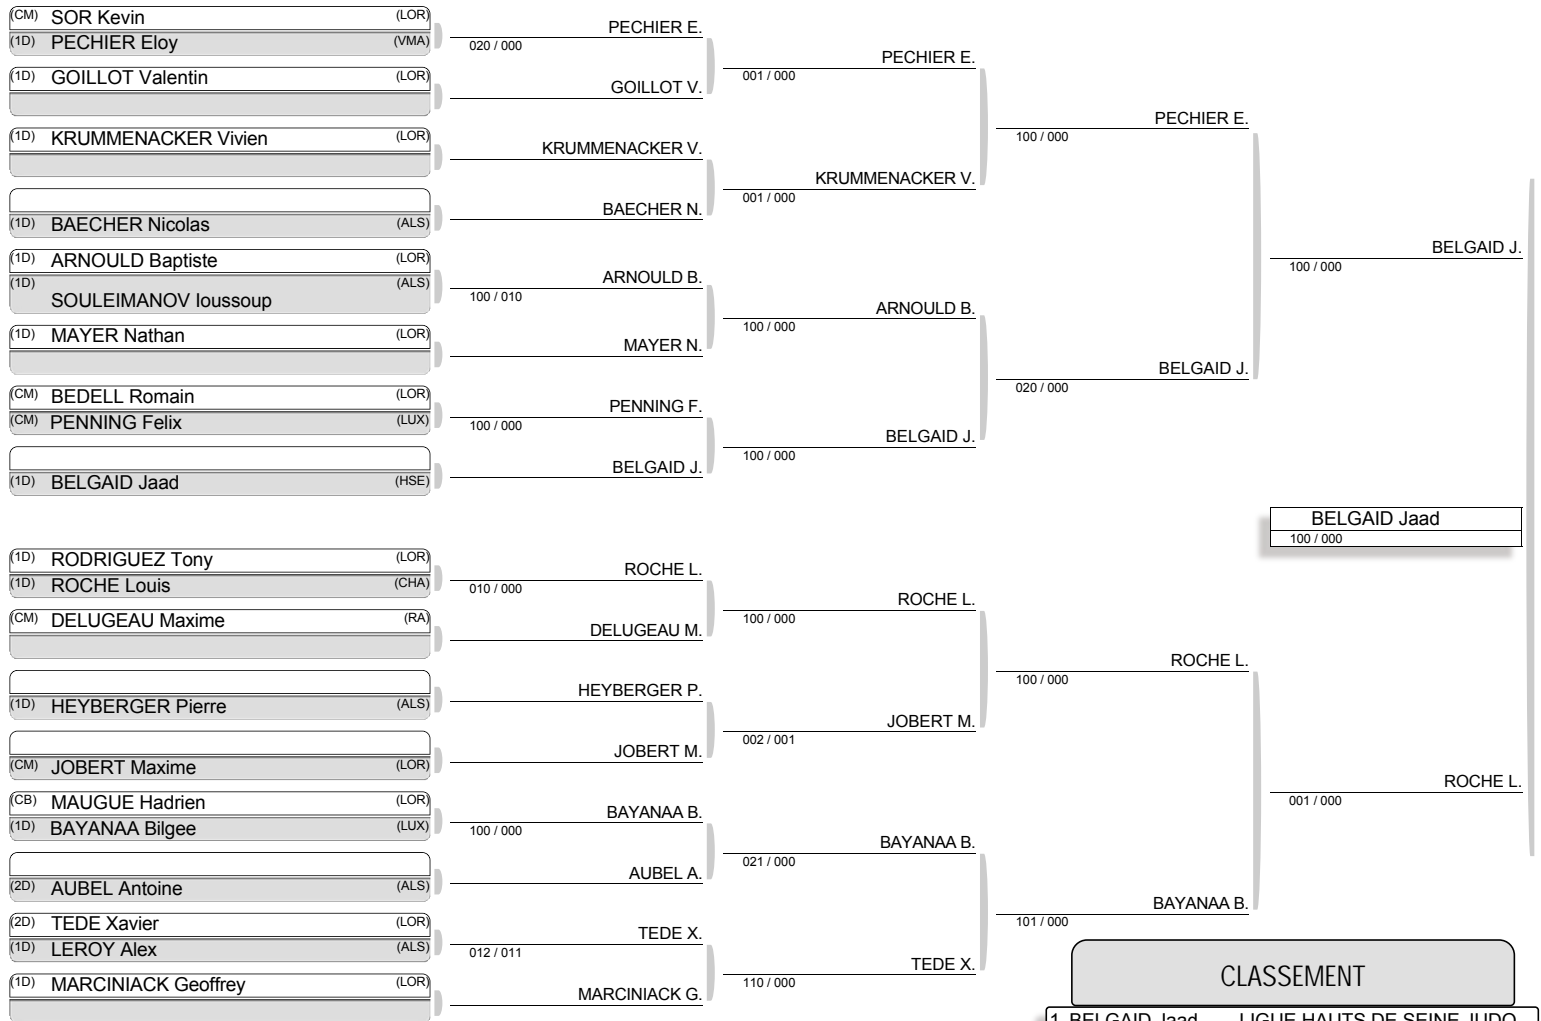 (CM) SOR Kevin (LOR)
(1D) PECHIER Eloy (VMA)
(1D) GOILLOT Valentin (LOR)
(1D) KRUMMENACKER Vivien (LOR)
(1D) BAECHER Nicolas (ALS)
(1D) ARNOULD Baptiste (LOR)
(1D) SOULEIMANOV Ioussoup (ALS)
(1D) MAYER Nathan (LOR)
(CM) BEDELL Romain (LOR)
(CM) PENNING Felix (LUX)
(1D) BELGAID Jaad (HSE)
(1D) RODRIGUEZ Tony (LOR)
(1D) ROCHE Louis (CHA)
(CM) DELUGEAU Maxime (RA)
(1D) HEYBERGER Pierre (ALS)
(CM) JOBERT Maxime (LOR)
(CB) MAUGUE Hadrien (LOR)
(1D) BAYANAA Bilgee (LUX)
(2D) AUBEL Antoine (ALS)
(2D) TEDE Xavier (LOR)
(1D) LEROY Alex (ALS)
(1D) MARCINIACK Geoffrey (LOR)
PECHIER E.
020 / 000
GOILLOT V.
KRUMMENACKER V.
BAECHER N.
ARNOULD B.
100 / 010
MAYER N.
PENNING F.
100 / 000
BELGAID J.
ROCHE L.
010 / 000
DELUGEAU M.
HEYBERGER P.
JOBERT M.
BAYANAA B.
100 / 000
AUBEL A.
TEDE X.
012 / 011
MARCINIACK G.
PECHIER E.
001 / 000
KRUMMENACKER V.
001 / 000
ARNOULD B.
100 / 000
BELGAID J.
100 / 000
ROCHE L.
100 / 000
JOBERT M.
002 / 001
BAYANAA B.
021 / 000
TEDE X.
110 / 000
PECHIER E.
100 / 000
BELGAID J.
020 / 000
ROCHE L.
100 / 000
BAYANAA B.
101 / 000
BELGAID J.
100 / 000
BELGAID Jaad
100 / 000
ROCHE L.
001 / 000
CLASSEMENT
1 BELGAID Jaad LIGUE HAUTS DE SEINE JUDO